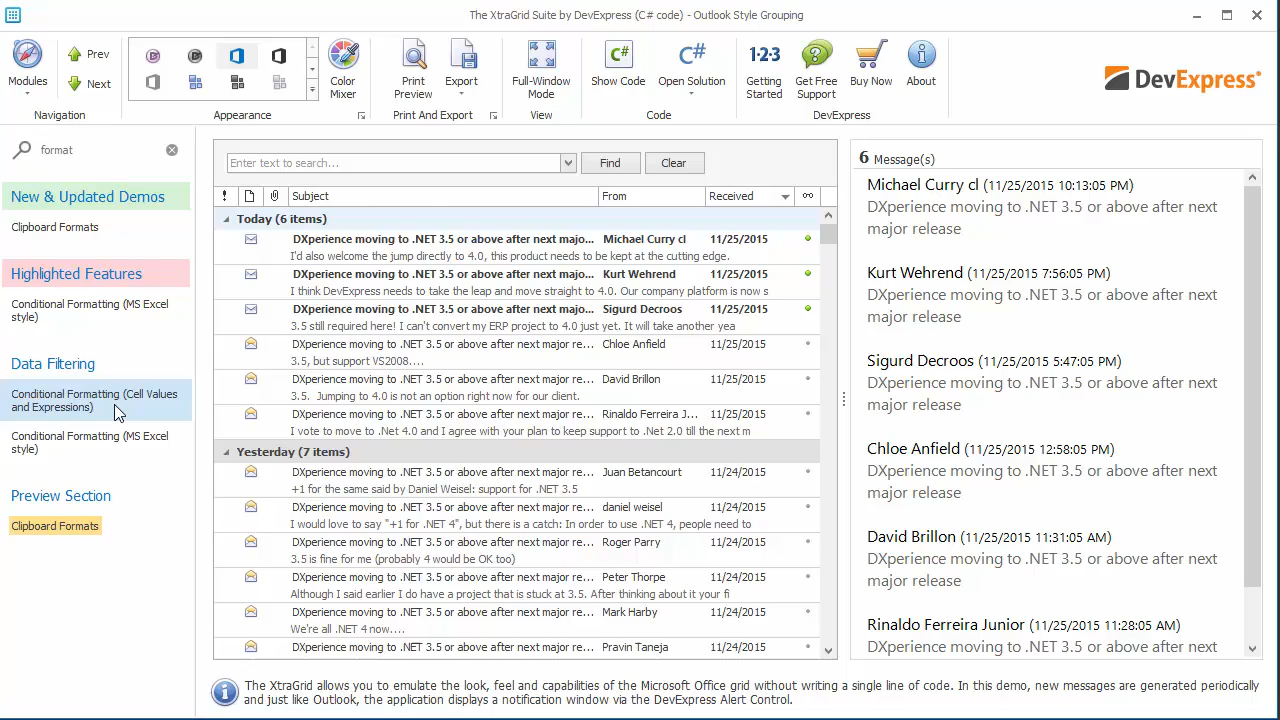 The XtraGrid Suite by DevExpress (C# code) - Outlook Style Grouping
Modules
Prev
Next
Navigation
Appearance
Color Mixer
Print Preview
Export
Print And Export
Full-Window Mode
View
C#
Show Code
C#
Open Solution
Code
1·2·3
Getting Started
Get Free Support
Buy Now
About
DevExpress
DevExpress
format
New & Updated Demos
Clipboard Formats
Highlighted Features
Conditional Formatting (MS Excel
style)
Data Filtering
Conditional Formatting (Cell Values
and Expressions)
Conditional Formatting (MS Excel
style)
Preview Section
Clipboard Formats
Enter text to search...
Find
Clear
Subject From Received
Today (6 items)
DXperience moving to .NET 3.5 or above after next majo... Michael Curry cl 11/25/2015
I'd also welcome the jump directly to 4.0, this product needs to be kept at the cutting edge.
DXperience moving to .NET 3.5 or above after next majo... Kurt Wehrend 11/25/2015
I think DevExpress needs to take the leap and move straight to 4.0. Our company platform is now s
DXperience moving to .NET 3.5 or above after next majo... Sigurd Decroos 11/25/2015
3.5 still required here! I can't convert my ERP project to 4.0 just yet. It will take another yea
DXperience moving to .NET 3.5 or above after next major re... Chloe Anfield 11/25/2015
3.5, but support VS2008....
DXperience moving to .NET 3.5 or above after next major re... David Brillon 11/25/2015
3.5. Jumping to 4.0 is not an option right now for our client.
DXperience moving to .NET 3.5 or above after next major re... Rinaldo Ferreira J... 11/25/2015
I vote to move to .Net 4.0 and I agree with your plan to keep support to .Net 2.0 till the next m
Yesterday (7 items)
DXperience moving to .NET 3.5 or above after next major re... Juan Betancourt 11/24/2015
+1 for the same said by Daniel Weisel: support for .NET 3.5
DXperience moving to .NET 3.5 or above after next major re... daniel weisel 11/24/2015
I would love to say "+1 for .NET 4", but there is a catch: In order to use .NET 4, people need to
DXperience moving to .NET 3.5 or above after next major re... Roger Parry 11/24/2015
3.5 is fine for me (probably 4 would be OK too)
DXperience moving to .NET 3.5 or above after next major re... Peter Thorpe 11/24/2015
Although I said earlier I do have a project that is stuck at 3.5. After thinking about it your fi
DXperience moving to .NET 3.5 or above after next major re... Mark Harby 11/24/2015
We're all .NET 4 now....
DXperience moving to .NET 3.5 or above after next major re... Pravin Taneja 11/24/2015
6 Message(s)
Michael Curry cl (11/25/2015 10:13:05 PM)
DXperience moving to .NET 3.5 or above after next
major release
Kurt Wehrend (11/25/2015 7:56:05 PM)
DXperience moving to .NET 3.5 or above after next
major release
Sigurd Decroos (11/25/2015 5:47:05 PM)
DXperience moving to .NET 3.5 or above after next
major release
Chloe Anfield (11/25/2015 12:58:05 PM)
DXperience moving to .NET 3.5 or above after next
major release
David Brillon (11/25/2015 11:31:05 AM)
DXperience moving to .NET 3.5 or above after next
major release
Rinaldo Ferreira Junior (11/25/2015 11:28:05 AM)
DXperience moving to .NET 3.5 or above after next
The XtraGrid allows you to emulate the look, feel and capabilities of the Microsoft Office grid without writing a single line of code. In this demo, new messages are generated periodically
and just like Outlook, the application displays a notification window via the DevExpress Alert Control.